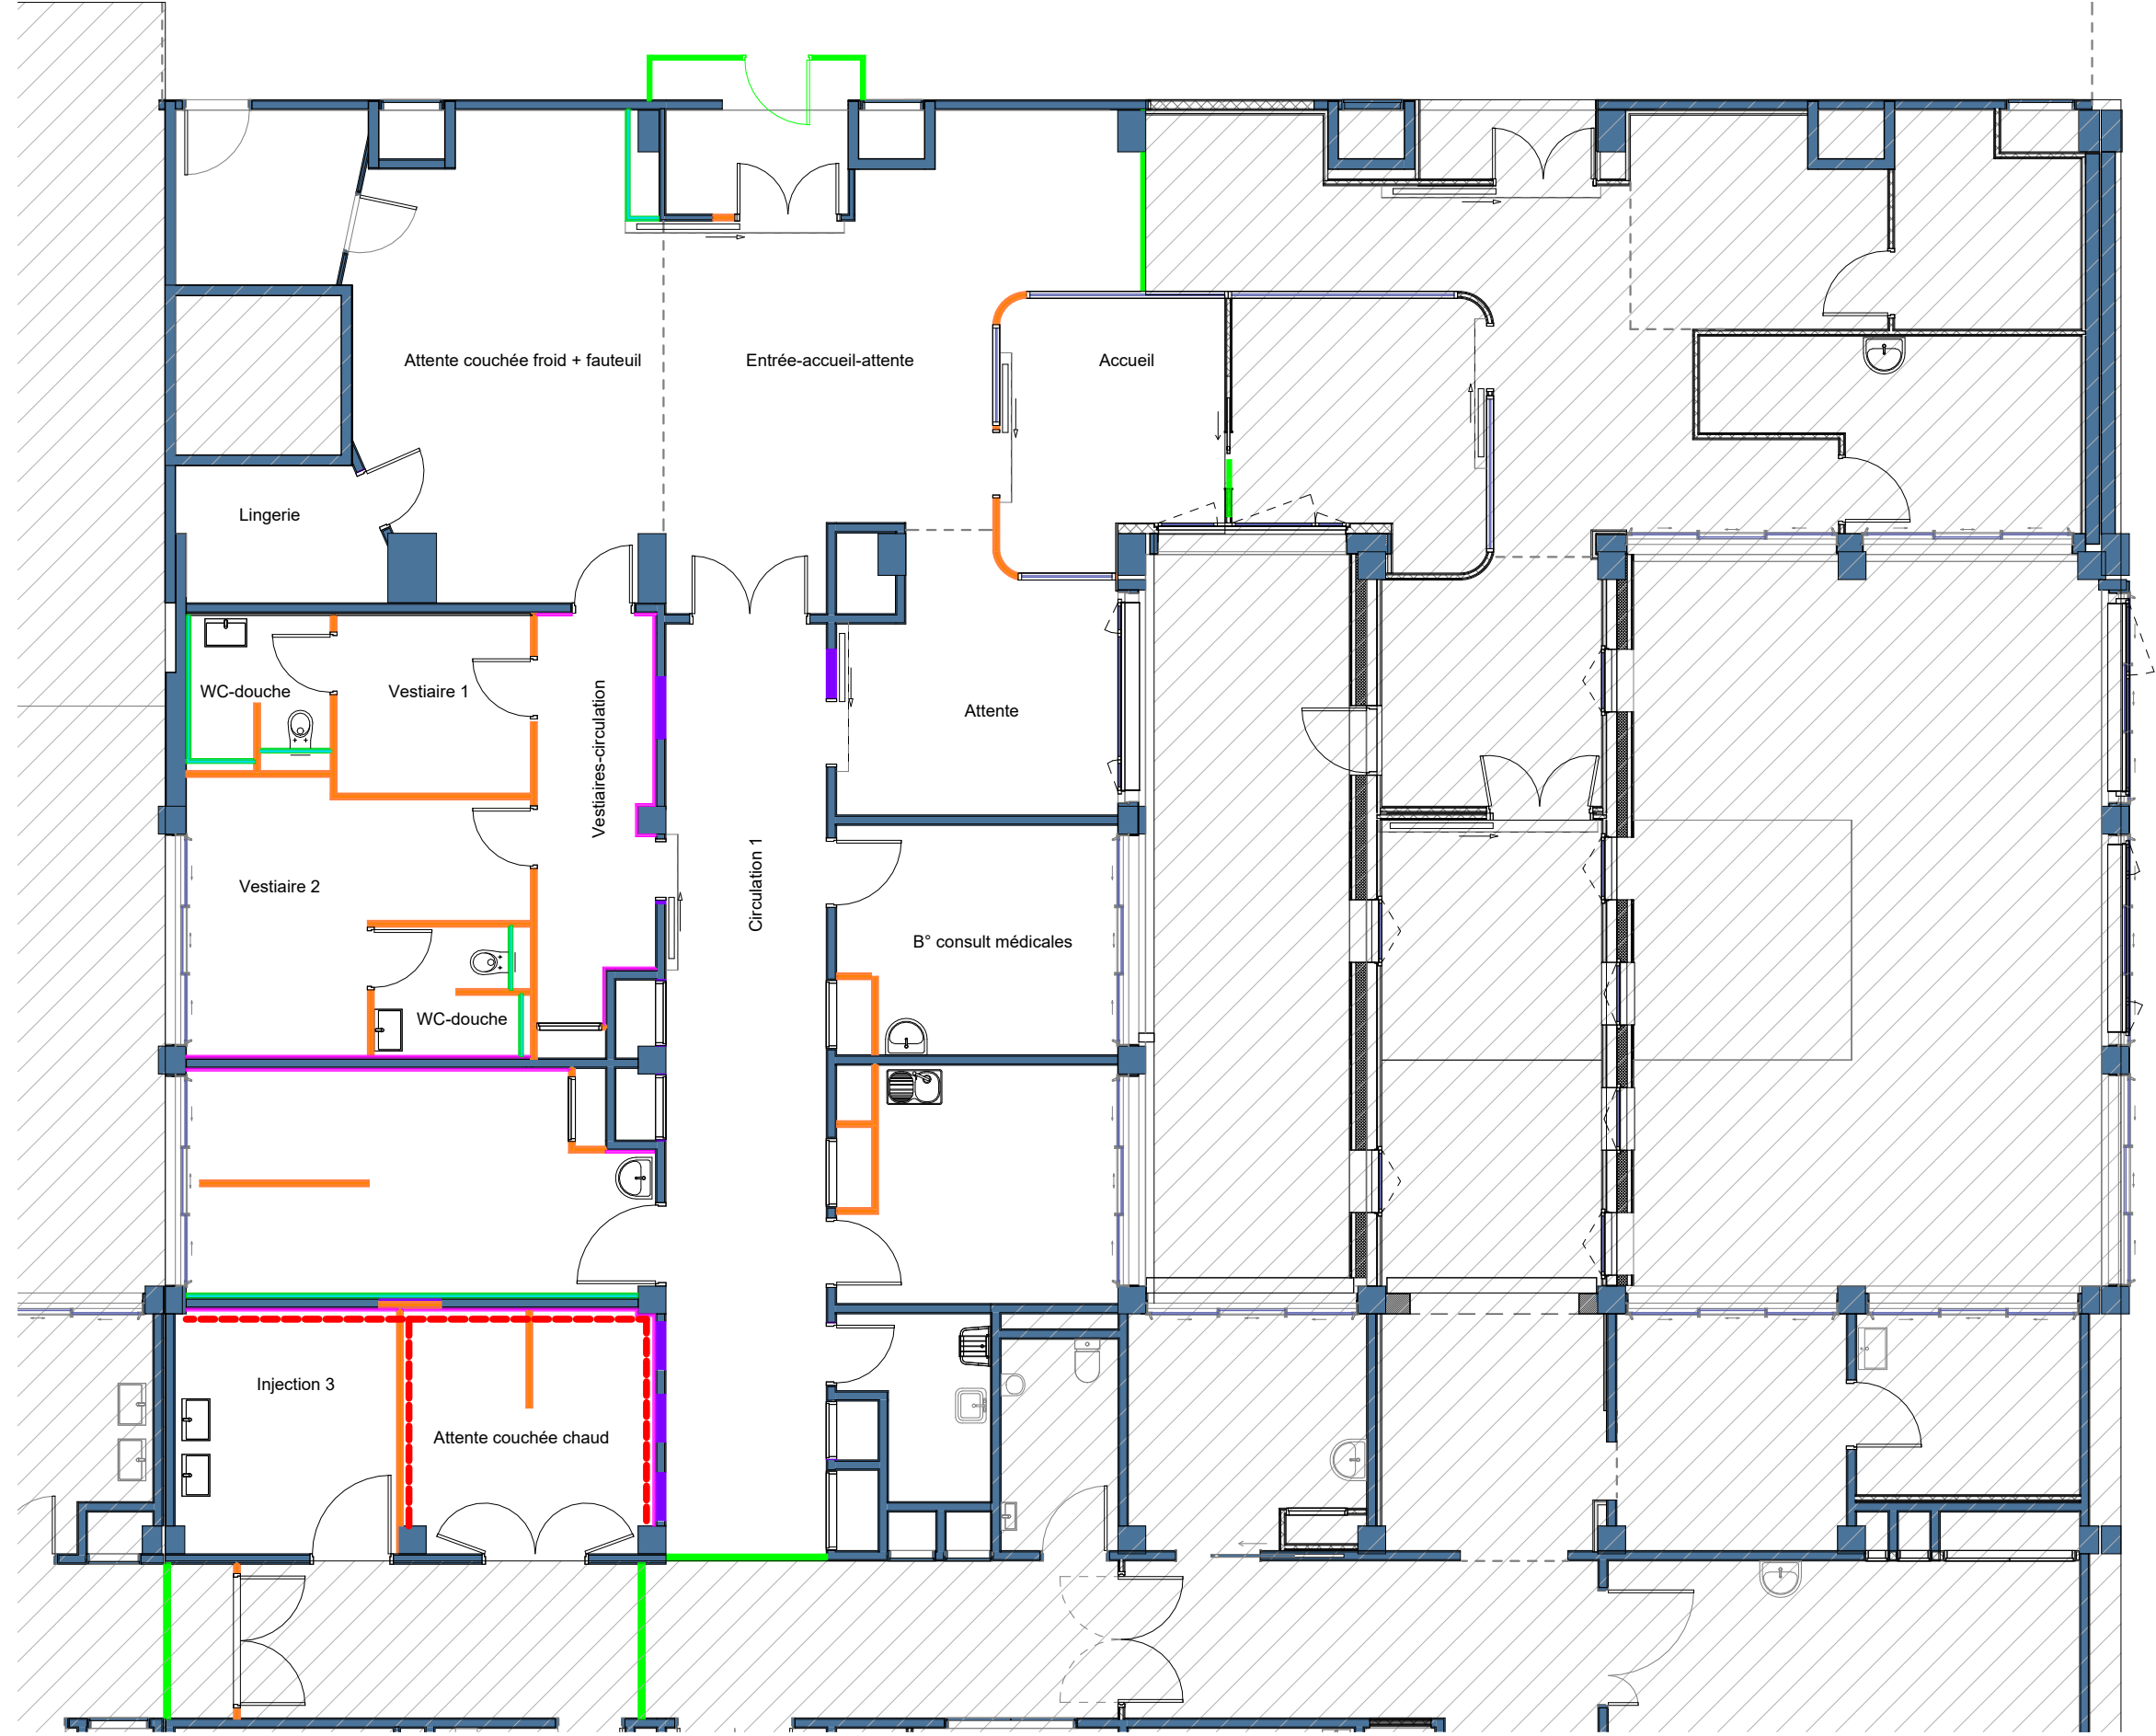 Attente couchée froid + fauteuil
Entrée-accueil-attente
Accueil
Lingerie
WC-douche
Vestiaire 1
Vestiaires-circulation
Attente
Vestiaire 2
Circulation 1
B° consult médicales
WC-douche
Injection 3
Attente couchée chaud